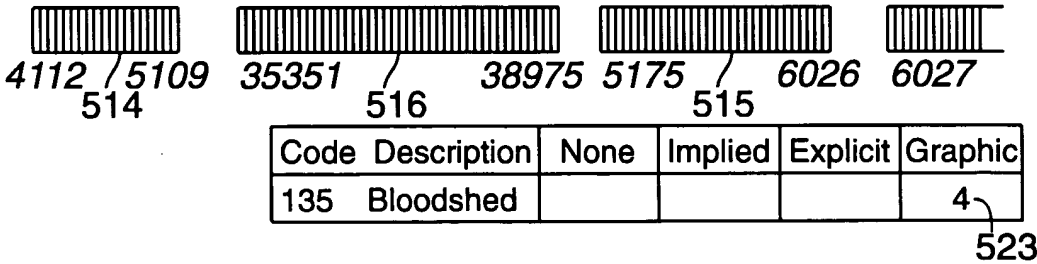 4112 5109 35351 38975 5175 6026 6027
514 516 515
Code Description None Implied Explicit Graphic
135 Bloodshed 4
523